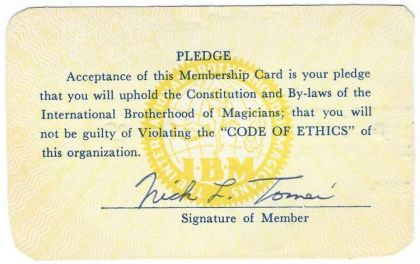 PLEDGE
Acceptance of this Membership Card is your pledge
that you will uphold the Constitution and By-laws of the
International Brotherhood of Magicians; that you will
not be guilty of Violating the “CODE OF ETHICS” of
this organization.
I·B·M
Nick L. Tomei
Signature of Member